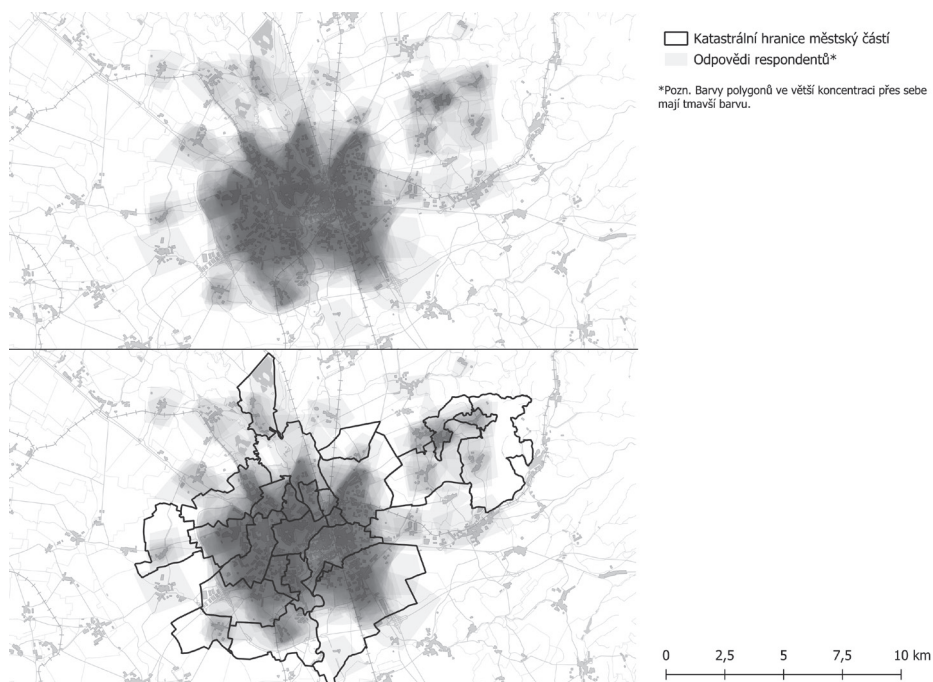 Katastrální hranice městský částí
Odpovědi respondentů*
*Pozn. Barvy polygonů ve větší koncentraci přes sebe
mají tmavší barvu.
0 2,5 5 7,5 10 km